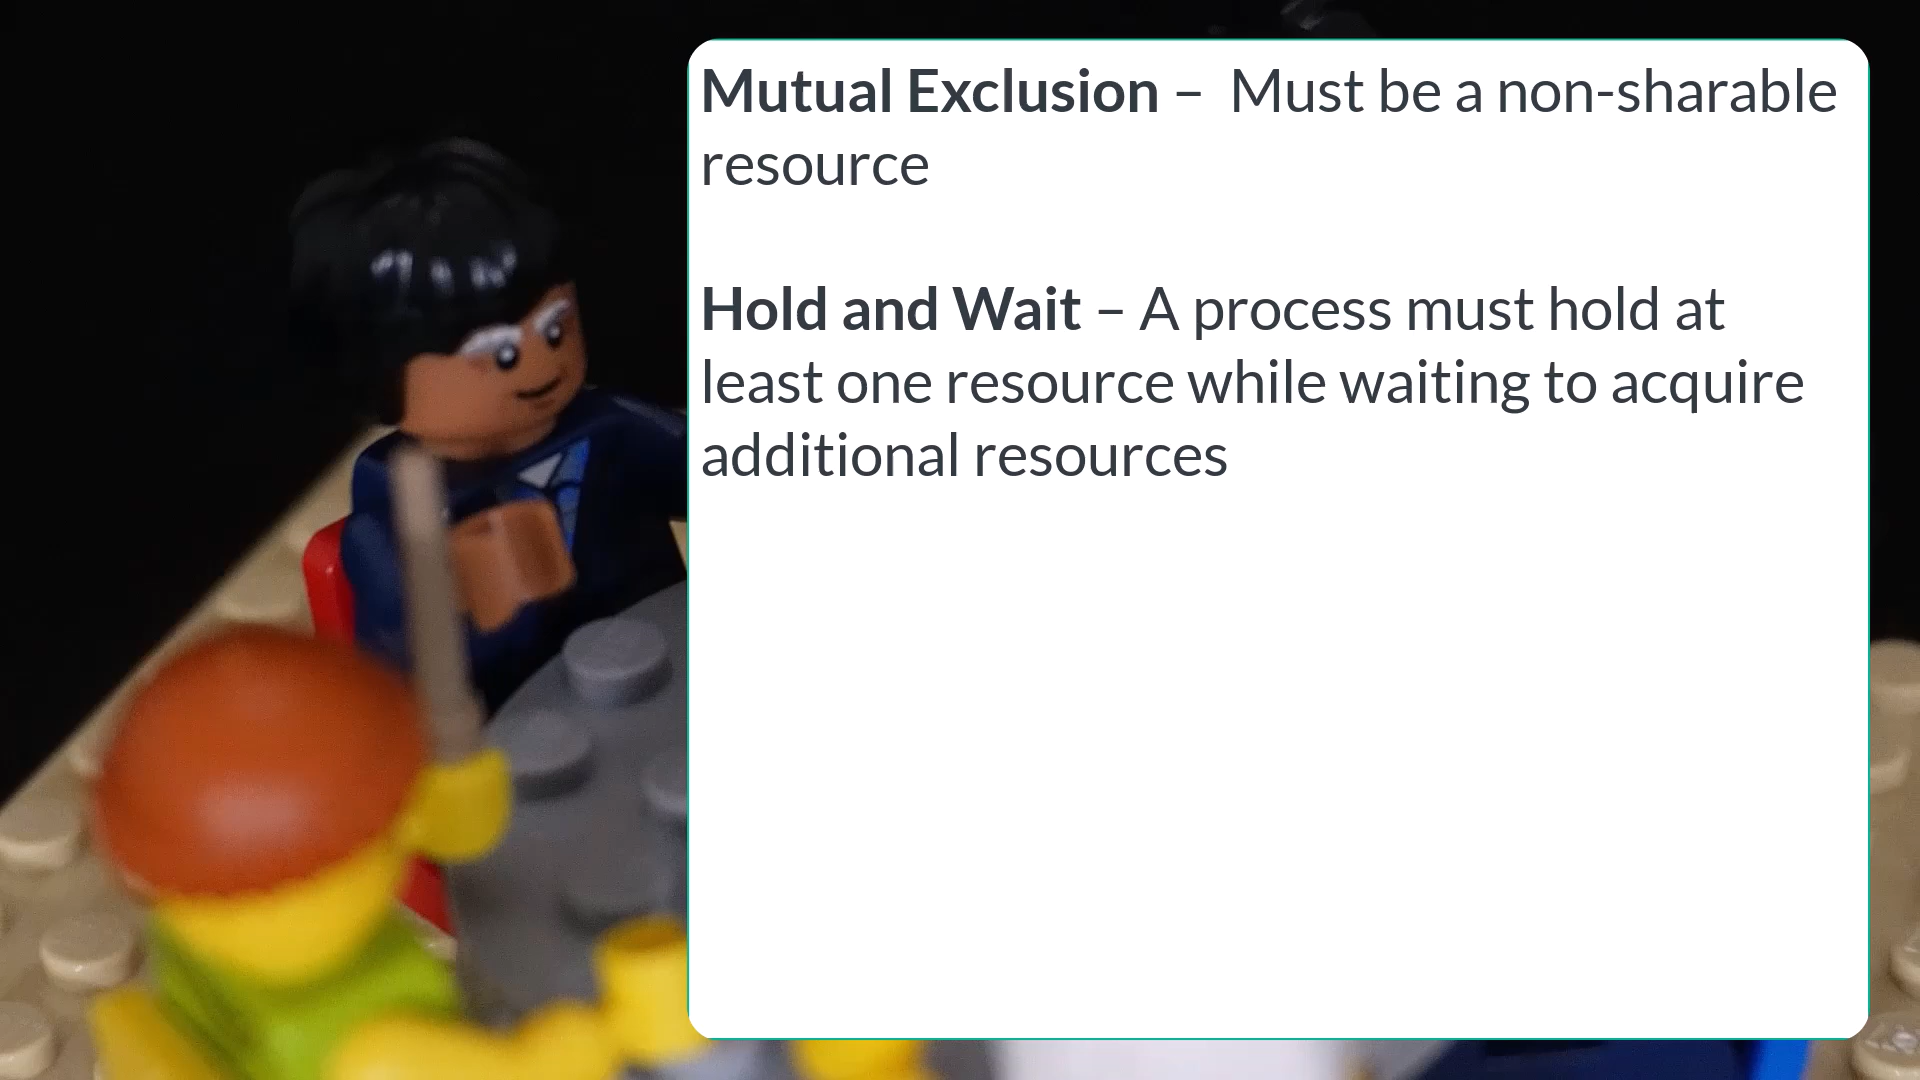 Mutual Exclusion –  Must be a non-sharable
resource
Hold and Wait – A process must hold at
least one resource while waiting to acquire
additional resources